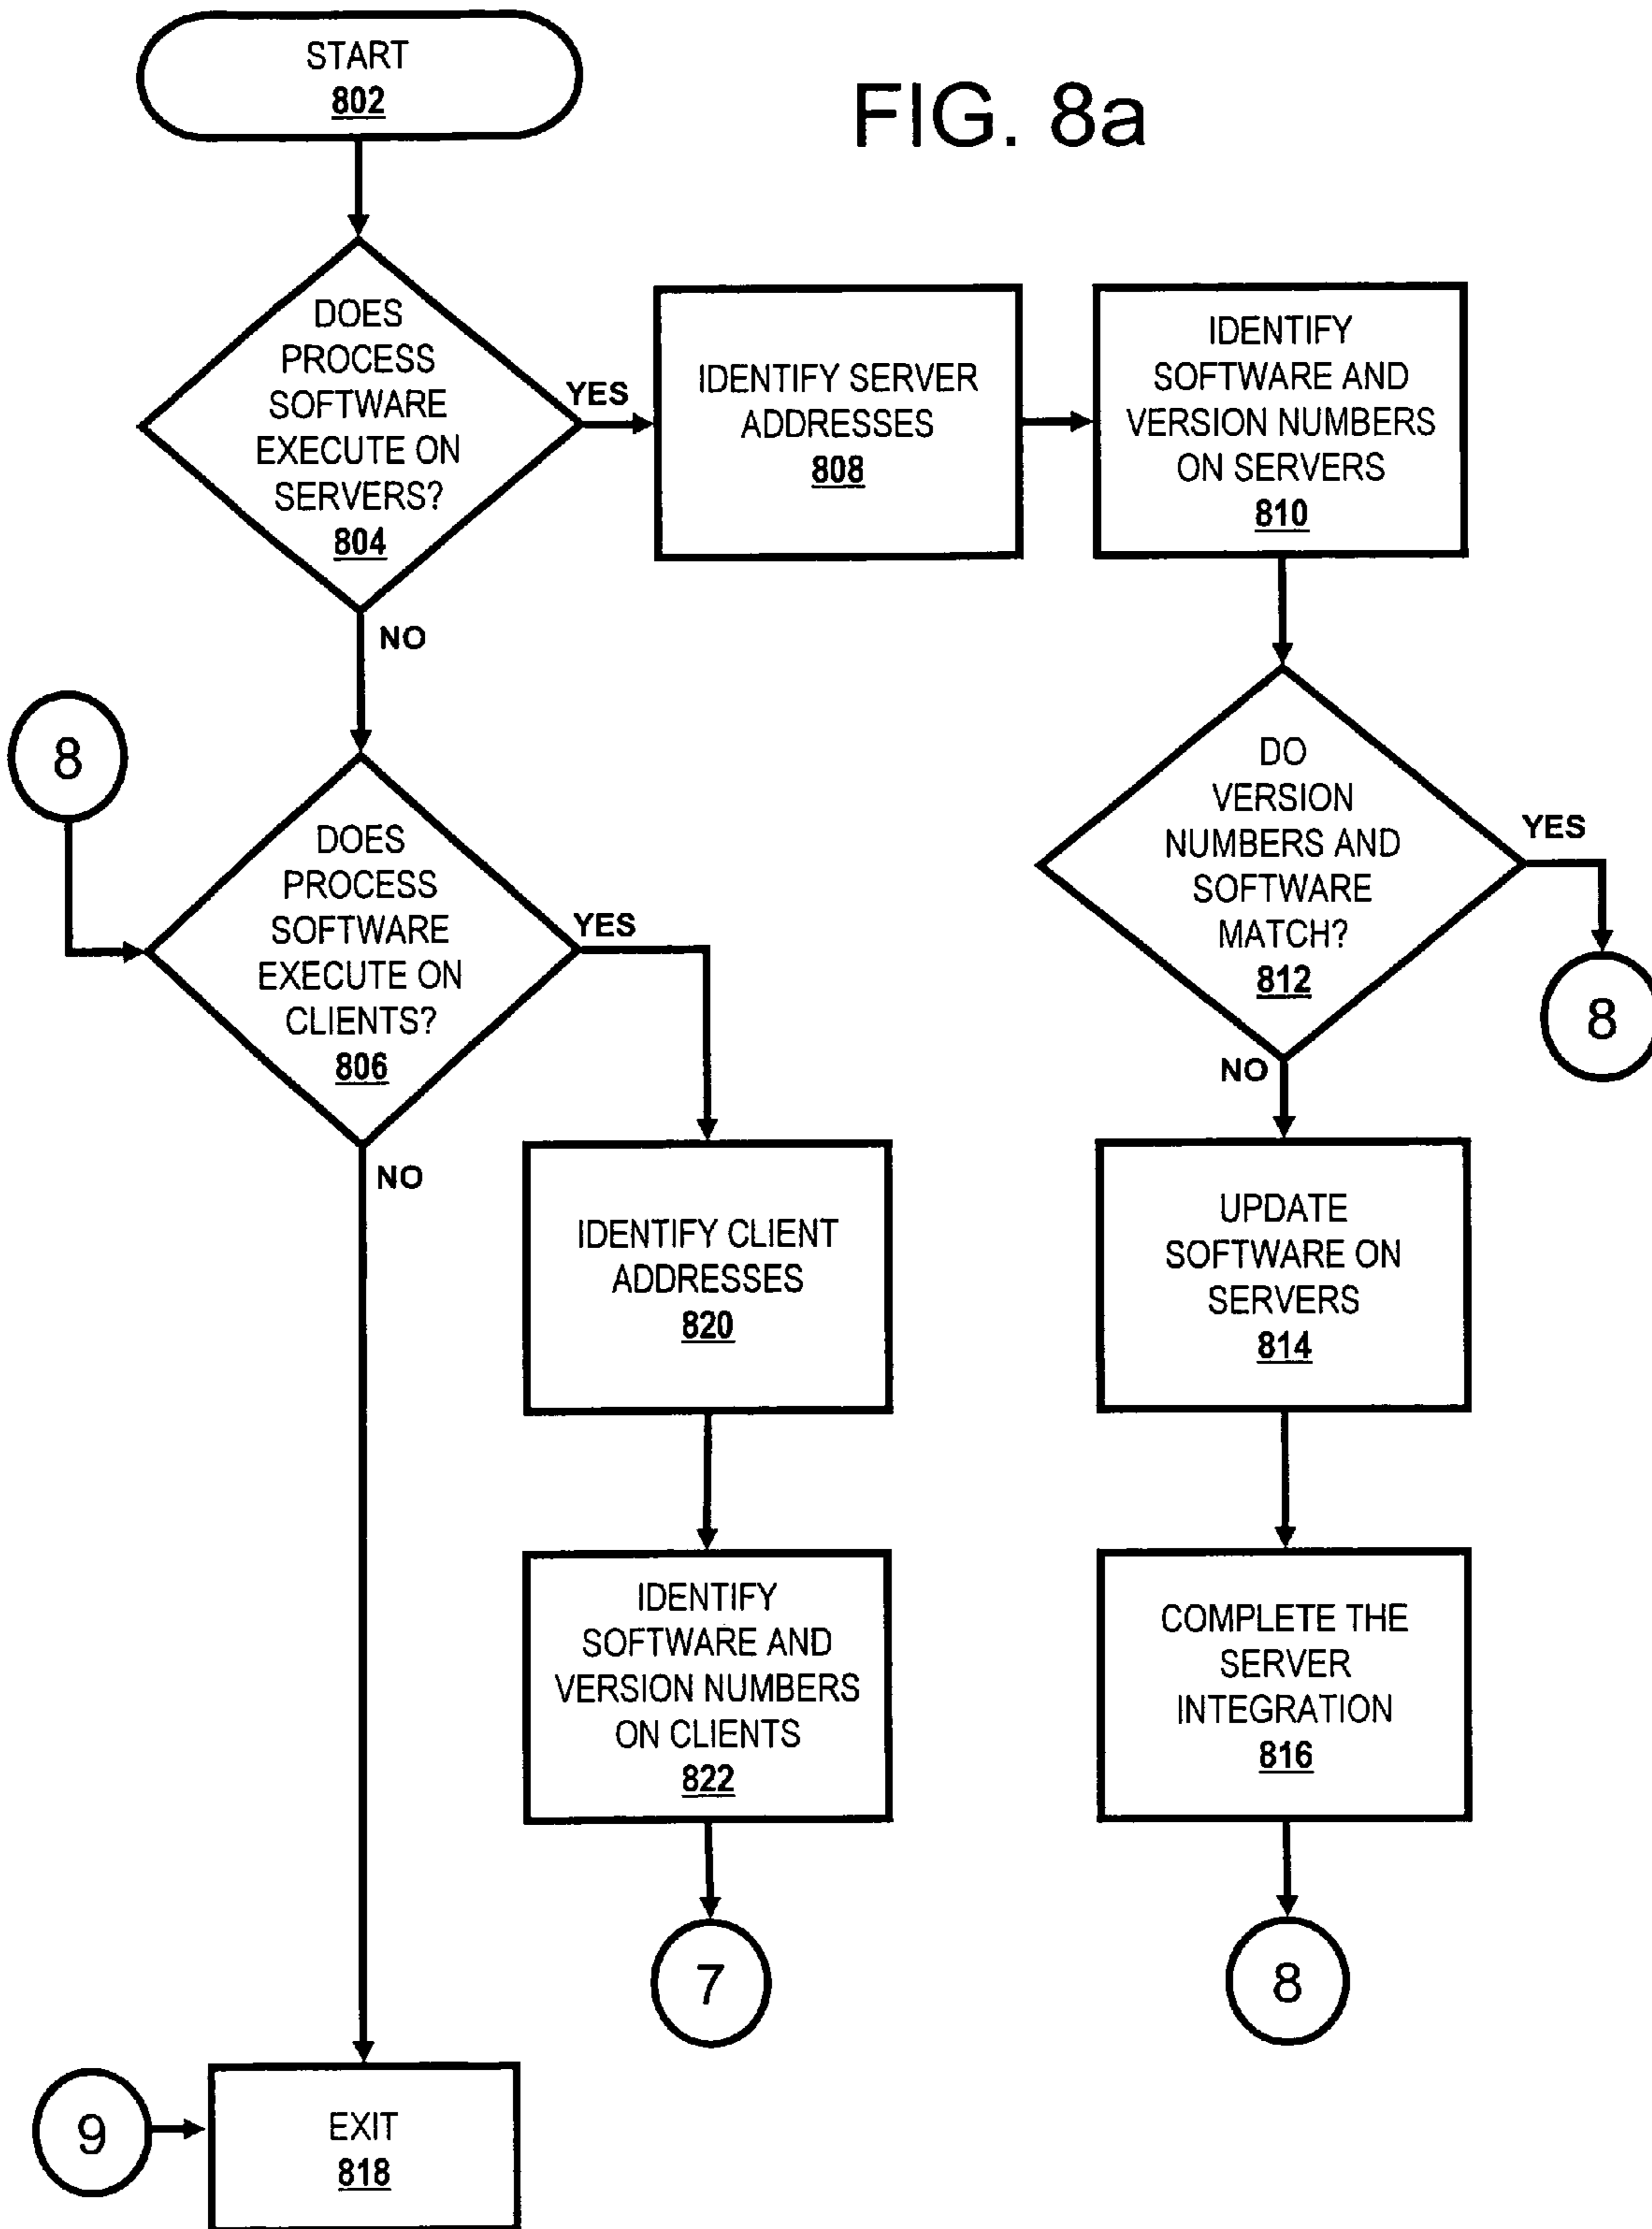 START
802
FIG. 8a
DOES
PROCESS
SOFTWARE
EXECUTE ON
SERVERS?
804
YES
IDENTIFY SERVER
ADDRESSES
808
IDENTIFY
SOFTWARE AND
VERSION NUMBERS
ON SERVERS
810
NO
8
DOES
PROCESS
SOFTWARE
EXECUTE ON
CLIENTS?
806
YES
DO
VERSION
NUMBERS AND
SOFTWARE
MATCH?
812
YES
8
NO
NO
IDENTIFY CLIENT
ADDRESSES
820
UPDATE
SOFTWARE ON
SERVERS
814
IDENTIFY
SOFTWARE AND
VERSION NUMBERS
ON CLIENTS
822
COMPLETE THE
SERVER
INTEGRATION
816
7
8
9
EXIT
818